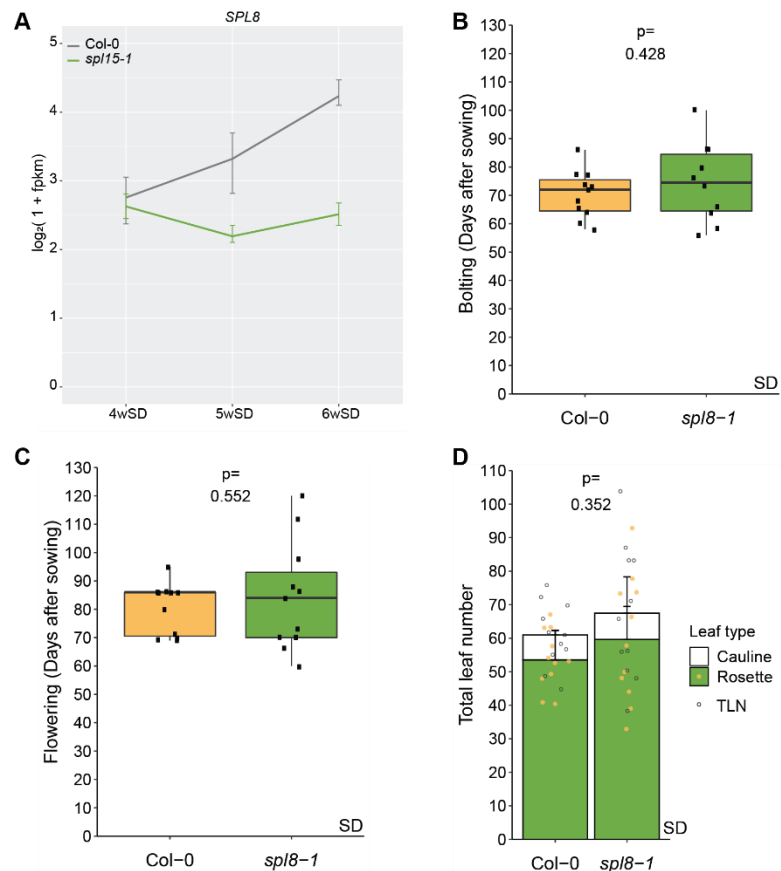 A
SPL8
Col-0
spl15-1
5
4
3
2
1
0
log₂( 1 + fpkm)
4wSD
5wSD
6wSD
B
p=
0.428
130
120
110
100
90
80
70
60
50
40
30
20
10
0
Bolting (Days after sowing)
SD
Col−0
spl8−1
C
p=
0.552
130
120
110
100
90
80
70
60
50
40
30
20
10
0
Flowering (Days after sowing)
SD
Col−0
spl8−1
D
p=
0.352
110
100
90
80
70
60
50
40
30
20
10
0
Total leaf number
SD
Col−0
spl8−1
Leaf type
Cauline
Rosette
TLN